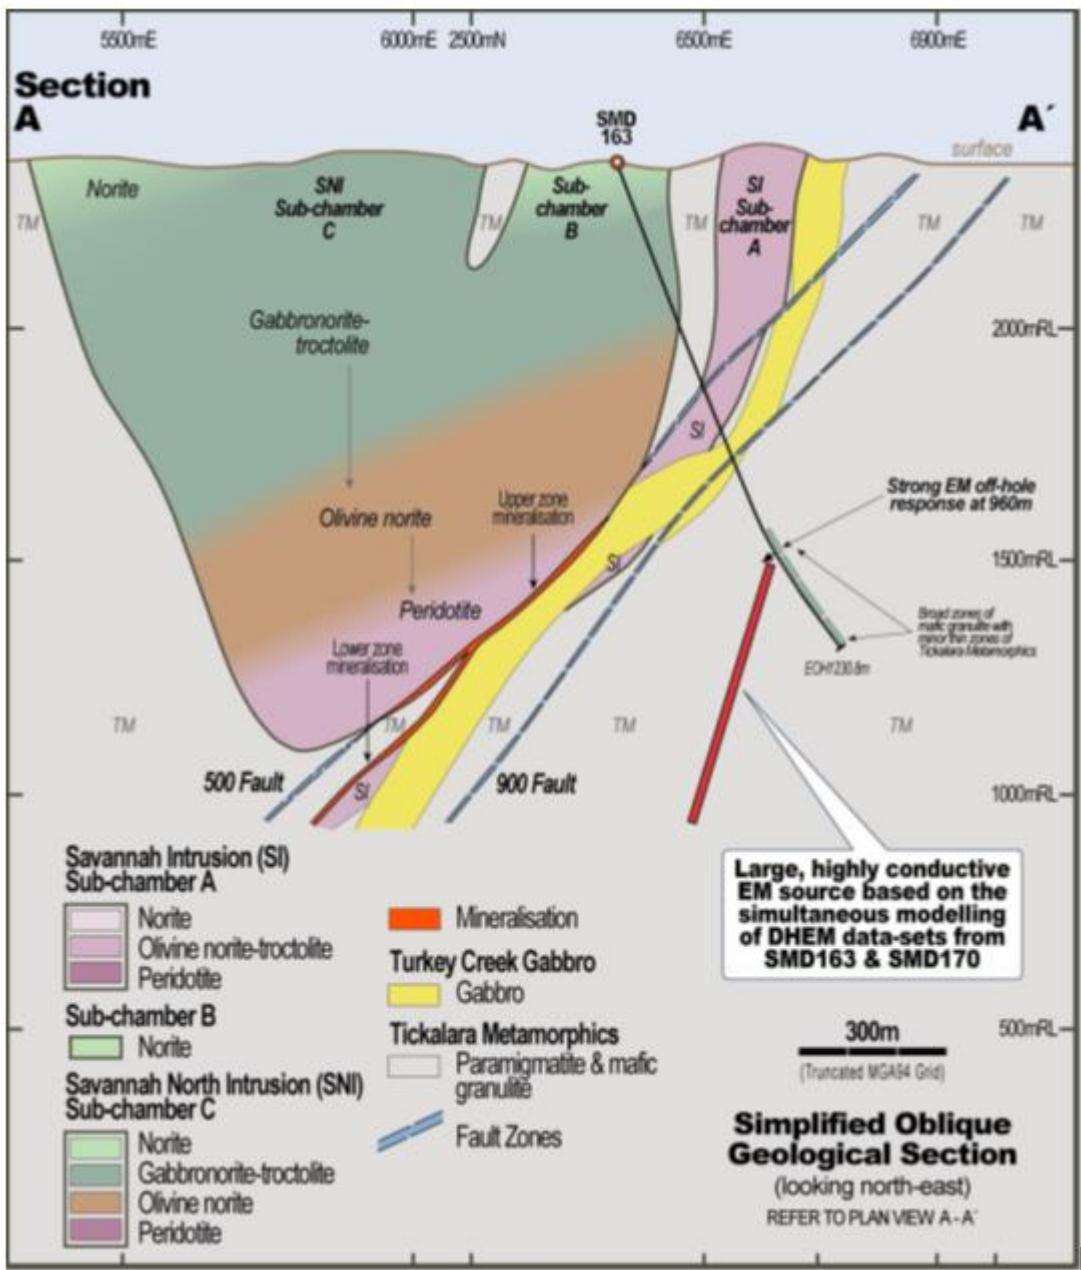 5500mE
6000mE 2500mN
6500mE
6900mE
Section
A
A´
SMD
163
surface
Norite
SNI
Sub-chamber
C
Sub-
chamber
B
SI
Sub-
chamber
A
TM
TM
TM
TM
TM
Gabbronorite-
troctolite
2000mRL
SI
Strong EM off-hole
response at 960m
Upper zone
mineralisation
Olivine norite
1500mRL
SI
Peridotite
Broad zones of
mafic granulite with
minor thin zones of
Tickalara Metamorphics
Lower zone
mineralisation
EOH1230.8m
TM
TM
TM
TM
TM
500 Fault
SI
900 Fault
1000mRL
Large, highly conductive
EM source based on the
simultaneous modelling
of DHEM data-sets from
SMD163 & SMD170
Savannah Intrusion (SI)
Sub-chamber A
Norite
Olivine norite-troctolite
Peridotite
Sub-chamber B
Norite
Savannah North Intrusion (SNI)
Sub-chamber C
Norite
Gabbronorite-troctolite
Olivine norite
Peridotite
Mineralisation
Turkey Creek Gabbro
Gabbro
Tickalara Metamorphics
Paramigmatite & mafic
granulite
Fault Zones
500mRL
300m
(Truncated MGA94 Grid)
Simplified Oblique
Geological Section
(looking north-east)
REFER TO PLAN VIEW A - A´